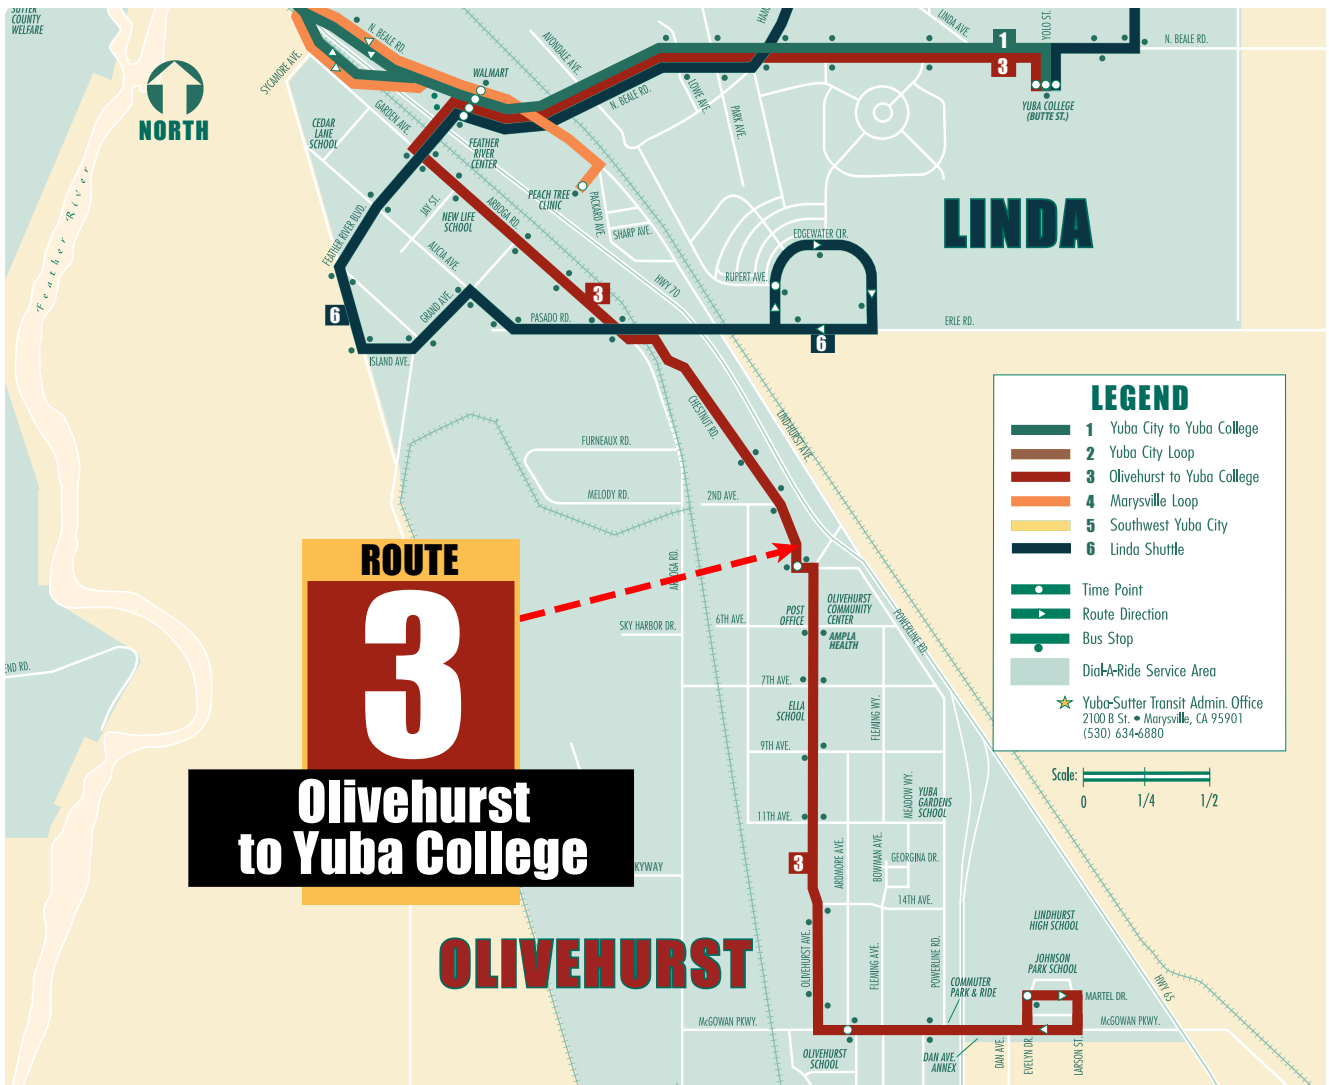 SUTTER
COUNTY
WELFARE
NORTH
SYCAMORE AVE.
N. BEALE RD.
WALMART
GARDEN AVE.
CEDAR
LANE
SCHOOL
FEATHER
RIVER
CENTER
AVONDALE AVE.
N. BEALE RD.
LOWE AVE.
PARK AVE.
LINDA AVE.
YOLO ST.
N. BEALE RD.
1
3
YUBA COLLEGE
(BUTTE ST.)
Feather River
FEATHER RIVER BLVD.
JAY ST.
NEW LIFE
SCHOOL
ARBOGA RD.
ALICIA AVE.
PEACH TREE
CLINIC
PACKARD AVE.
SHARP AVE.
HWY 70
EDGEWATER CIR.
RUPERT AVE.
LINDA
6
GRAND AVE.
ISLAND AVE.
PASADO RD.
3
6
ERLE RD.
CHESTNUT RD.
LINDHURST AVE.
FURNEAUX RD.
MELODY RD.
2ND AVE.
ARBOGA RD.
LEGEND
1 Yuba City to Yuba College
2 Yuba City Loop
3 Olivehurst to Yuba College
4 Marysville Loop
5 Southwest Yuba City
6 Linda Shuttle
Time Point
Route Direction
Bus Stop
Dial-A-Ride Service Area
Yuba-Sutter Transit Admin. Office
2100 B St. • Marysville, CA 95901
(530) 634-6880
Scale:
0 1/4 1/2
ROUTE
3
Olivehurst
to Yuba College
END RD.
SKY HARBOR DR.
6TH AVE.
POST
OFFICE
OLIVEHURST
COMMUNITY
CENTER
AMPLA
HEALTH
POWERLINE RD.
7TH AVE.
ELLA
SCHOOL
FLEMING WY.
9TH AVE.
MEADOW WY.
YUBA
GARDENS
SCHOOL
11TH AVE.
3
ARDMORE AVE.
BOWMAN AVE.
GEORGINA DR.
14TH AVE.
KYWAY
OLIVEHURST
OLIVEHURST AVE.
FLEMING AVE.
POWERLINE RD.
LINDHURST
HIGH SCHOOL
JOHNSON
PARK SCHOOL
COMMUTER
PARK & RIDE
MARTEL DR.
HWY 65
McGOWAN PKWY.
McGOWAN PKWY.
OLIVEHURST
SCHOOL
DAN AVE.
ANNEX
DAN AVE.
EVELYN DR.
LARSON ST.